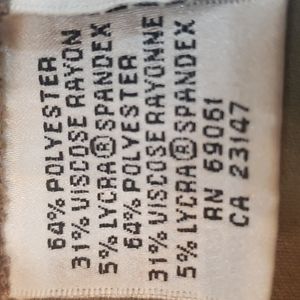 64% POLYESTER
31% VISCOSE RAYON
5% LYCRA® SPANDEX
64% POLYESTER
31% VISCOSE RAYONNE
5% LYCRA® SPANDEX
RN 69061
CA 23147